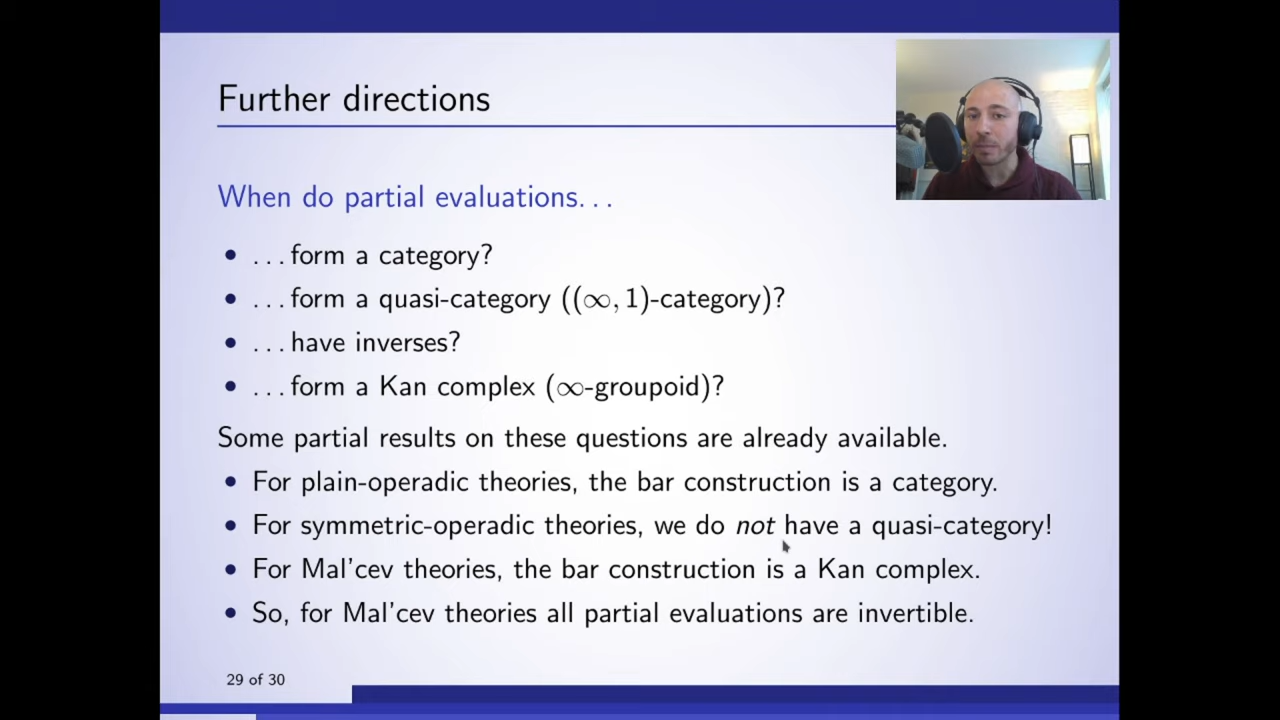 Further directions
When do partial evaluations. . .
• . . . form a category?
• . . . form a quasi-category ((∞, 1)-category)?
• . . . have inverses?
• . . . form a Kan complex (∞-groupoid)?
Some partial results on these questions are already available.
• For plain-operadic theories, the bar construction is a category.
• For symmetric-operadic theories, we do not have a quasi-category!
• For Mal'cev theories, the bar construction is a Kan complex.
• So, for Mal'cev theories all partial evaluations are invertible.
29 of 30